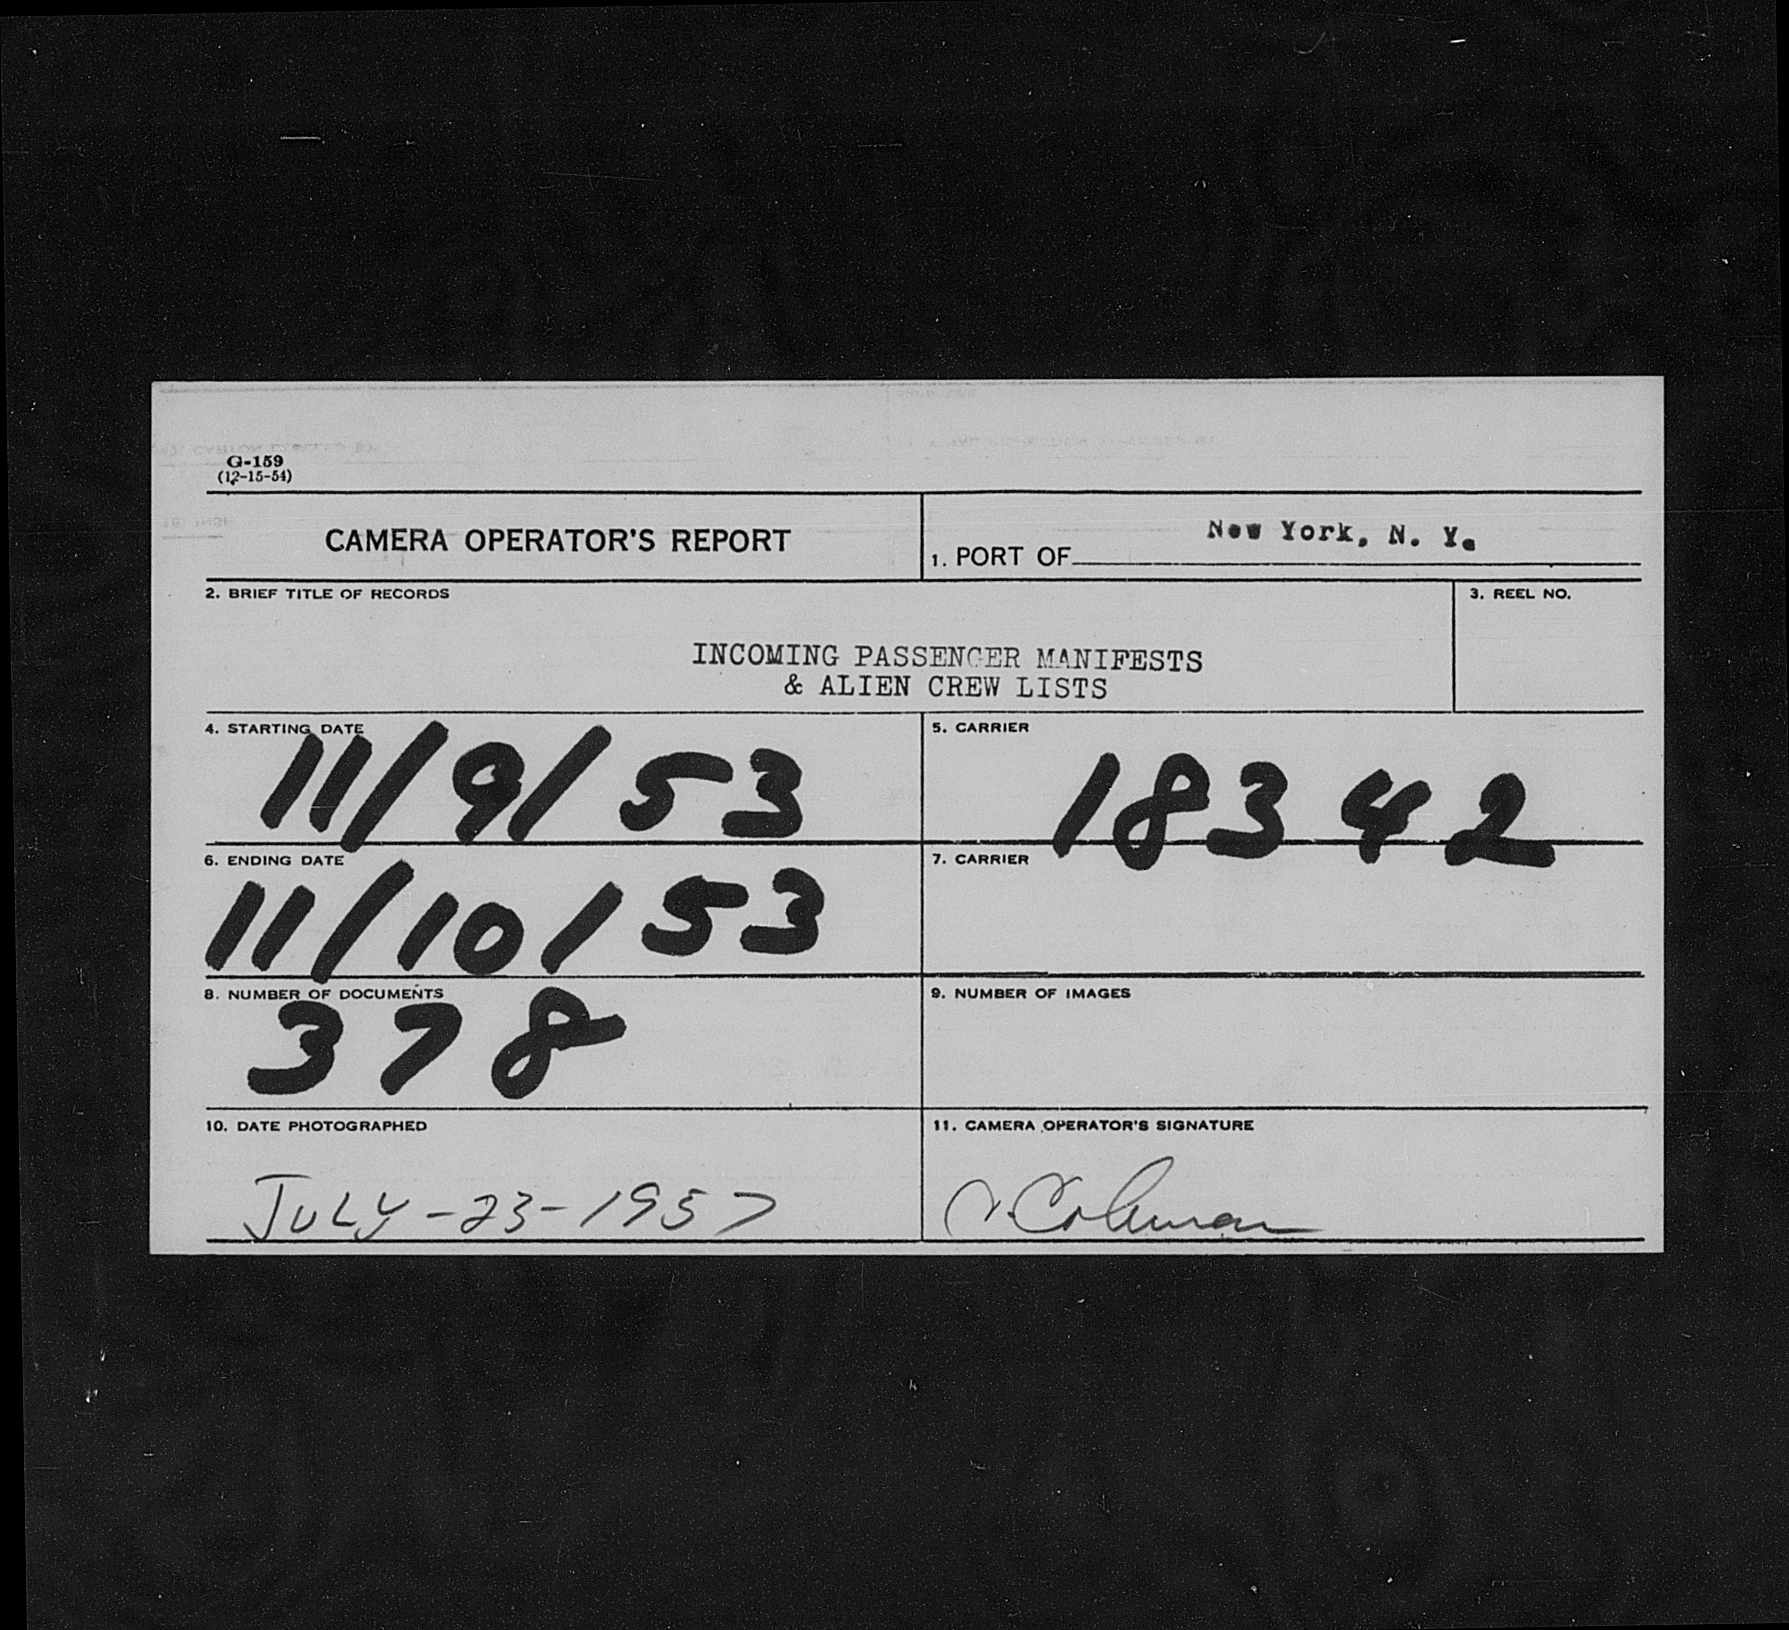 G-159
(12-15-54)
CAMERA OPERATOR'S REPORT
1. PORT OF New York, N. Y.
2. BRIEF TITLE OF RECORDS
3. REEL NO.
INCOMING PASSENGER MANIFESTS
& ALIEN CREW LISTS
4. STARTING DATE
11/9/53
5. CARRIER
18342
6. ENDING DATE
11/10/53
7. CARRIER
8. NUMBER OF DOCUMENTS
378
9. NUMBER OF IMAGES
10. DATE PHOTOGRAPHED
JULY-23-1957
11. CAMERA OPERATOR'S SIGNATURE
Coleman